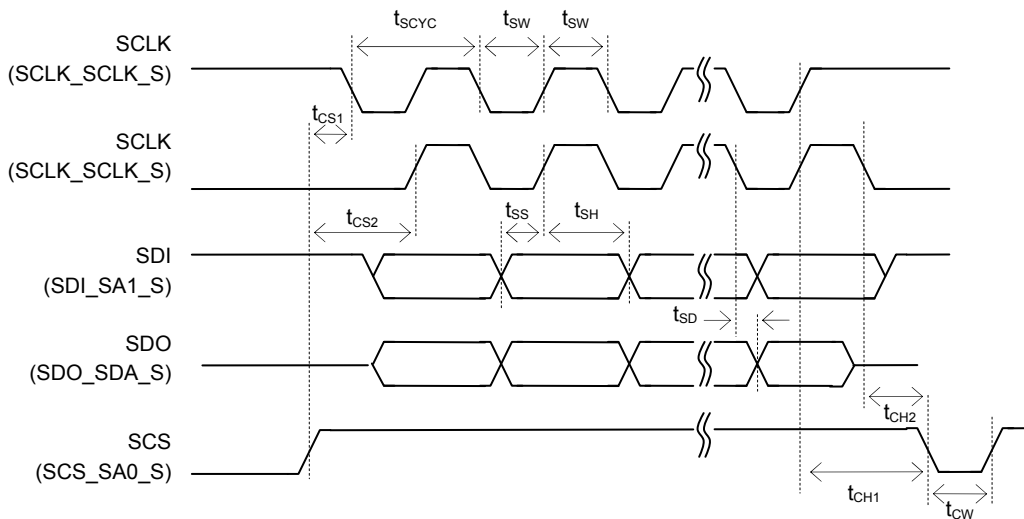 tSCYC
tSW
tSW
SCLK
(SCLK_SCLK_S)
tCS1
SCLK
(SCLK_SCLK_S)
tCS2
tSS
tSH
SDI
(SDI_SA1_S)
tSD
SDO
(SDO_SDA_S)
tCH2
SCS
(SCS_SA0_S)
tCH1
tCW